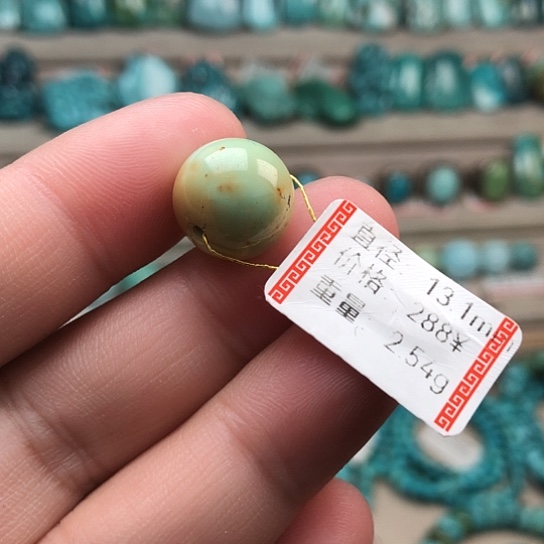 直径 13.1m
价格 288¥
重量 2.54g